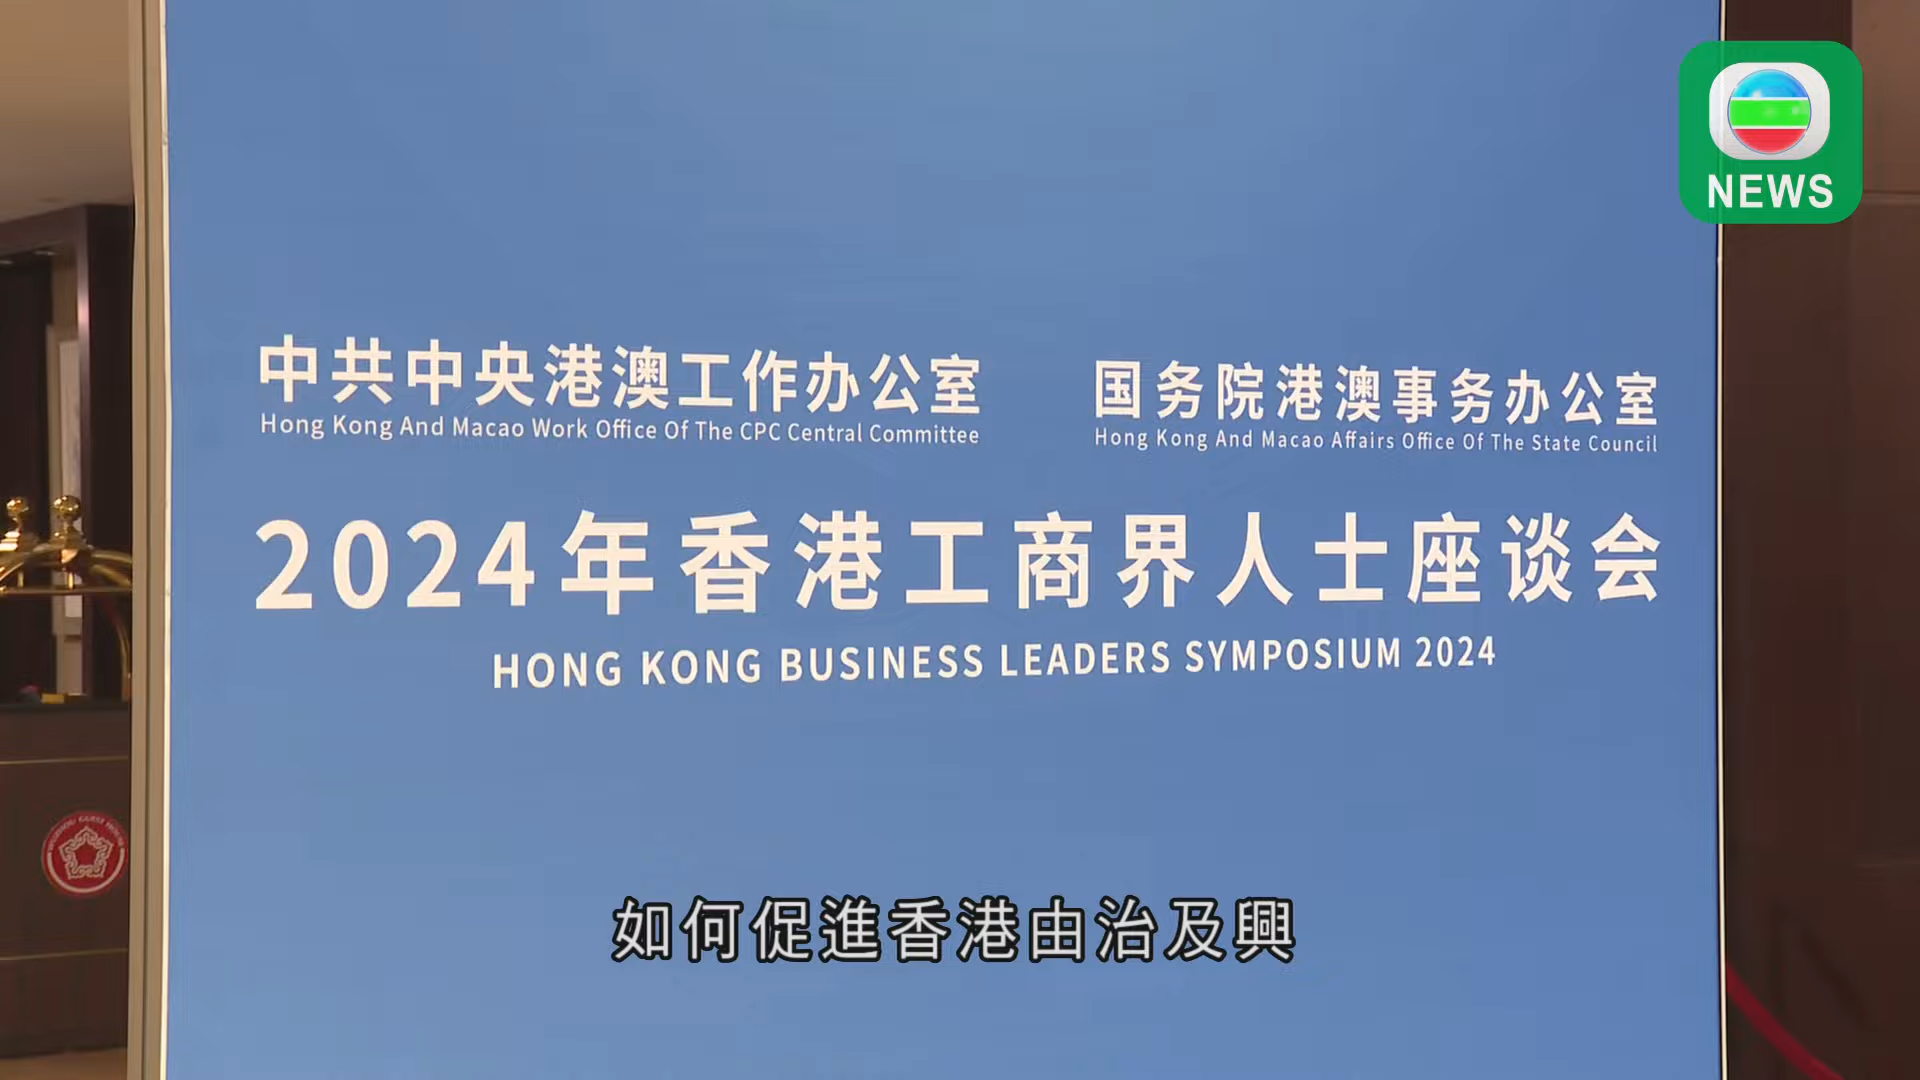 NEWS
中共中央港澳工作办公室
Hong Kong And Macao Work Office Of The CPC Central Committee
国务院港澳事务办公室
Hong Kong And Macao Affairs Office Of The State Council
2024年香港工商界人士座谈会
HONG KONG BUSINESS LEADERS SYMPOSIUM 2024
如何促進香港由治及興